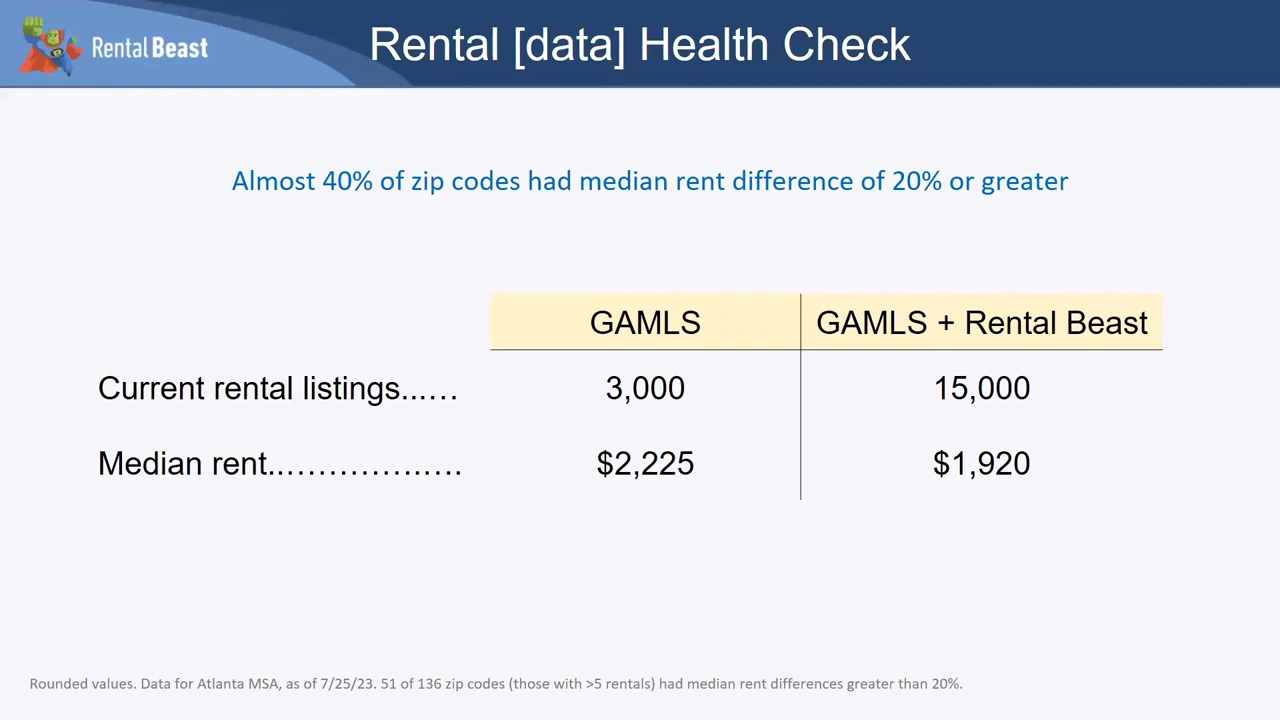 Rental Beast
Rental [data] Health Check
Almost 40% of zip codes had median rent difference of 20% or greater
GAMLS GAMLS + Rental Beast
Current rental listings...… 3,000 15,000
Median rent..………….…. $2,225 $1,920
Rounded values. Data for Atlanta MSA, as of 7/25/23. 51 of 136 zip codes (those with >5 rentals) had median rent differences greater than 20%.